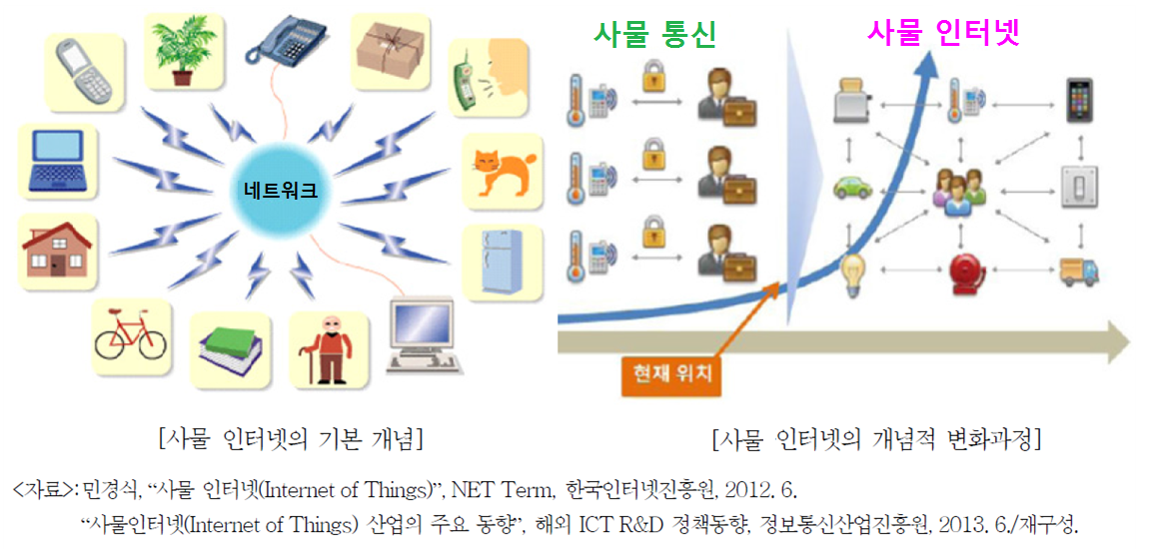 사물 통신
사물 인터넷
네트워크
현재 위치
[사물 인터넷의 기본 개념]
[사물 인터넷의 개념적 변화과정]
<자료>: 민경식, “사물 인터넷(Internet of Things)”, NET Term, 한국인터넷진흥원, 2012. 6.
“사물인터넷(Internet of Things) 산업의 주요 동향”, 해외 ICT R&D 정책동향, 정보통신산업진흥원, 2013. 6./재구성.